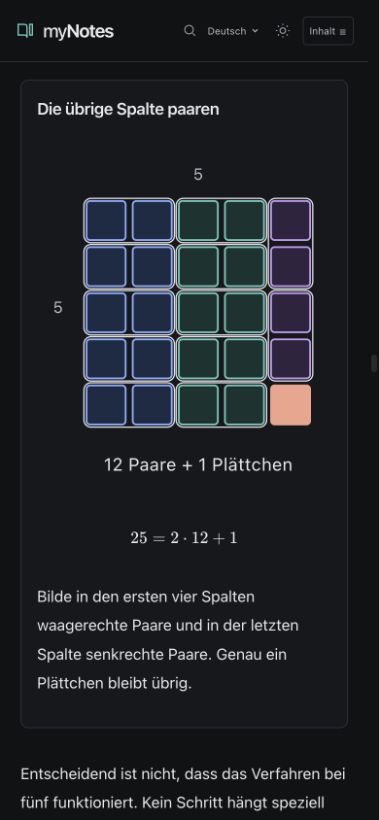 myNotes
Deutsch
Inhalt
Die übrige Spalte paaren
5
5
12 Paare + 1 Plättchen
25 = 2 · 12 + 1
Bilde in den ersten vier Spalten
waagerechte Paare und in der letzten
Spalte senkrechte Paare. Genau ein
Plättchen bleibt übrig.
Entscheidend ist nicht, dass das Verfahren bei
fünf funktioniert. Kein Schritt hängt speziell